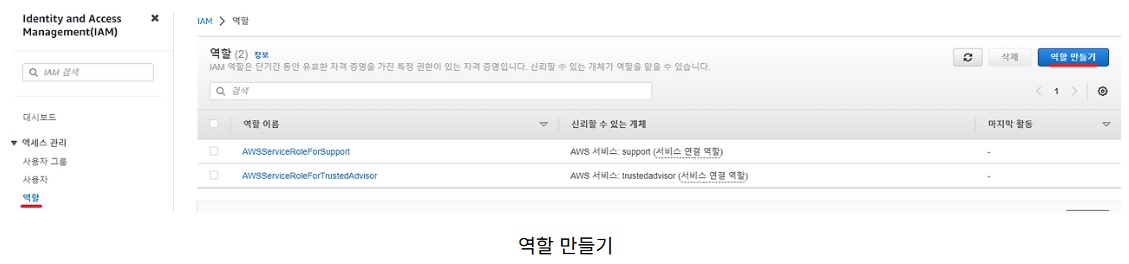 Identity and Access
Management(IAM)
IAM 검색
대시보드
액세스 관리
사용자 그룹
사용자
역할
IAM > 역할
역할 (2) 정보
IAM 역할은 단기간 동안 유효한 자격 증명을 가진 특정 권한이 있는 자격 증명입니다. 신뢰할 수 있는 개체가 역할을 맡을 수 있습니다.
삭제
역할 만들기
검색
1
역할 이름 신뢰할 수 있는 개체 마지막 활동
AWSServiceRoleForSupport AWS 서비스: support (서비스 연결 역할) -
AWSServiceRoleForTrustedAdvisor AWS 서비스: trustedadvisor (서비스 연결 역할) -
역할 만들기